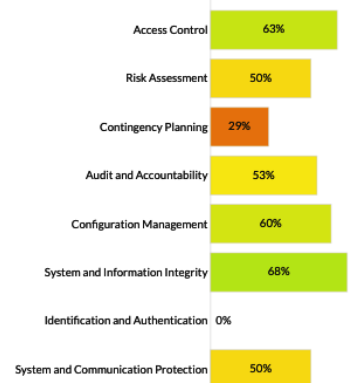 Access Control 63%
Risk Assessment 50%
Contingency Planning 29%
Audit and Accountability 53%
Configuration Management 60%
System and Information Integrity 68%
Identification and Authentication 0%
System and Communication Protection 50%